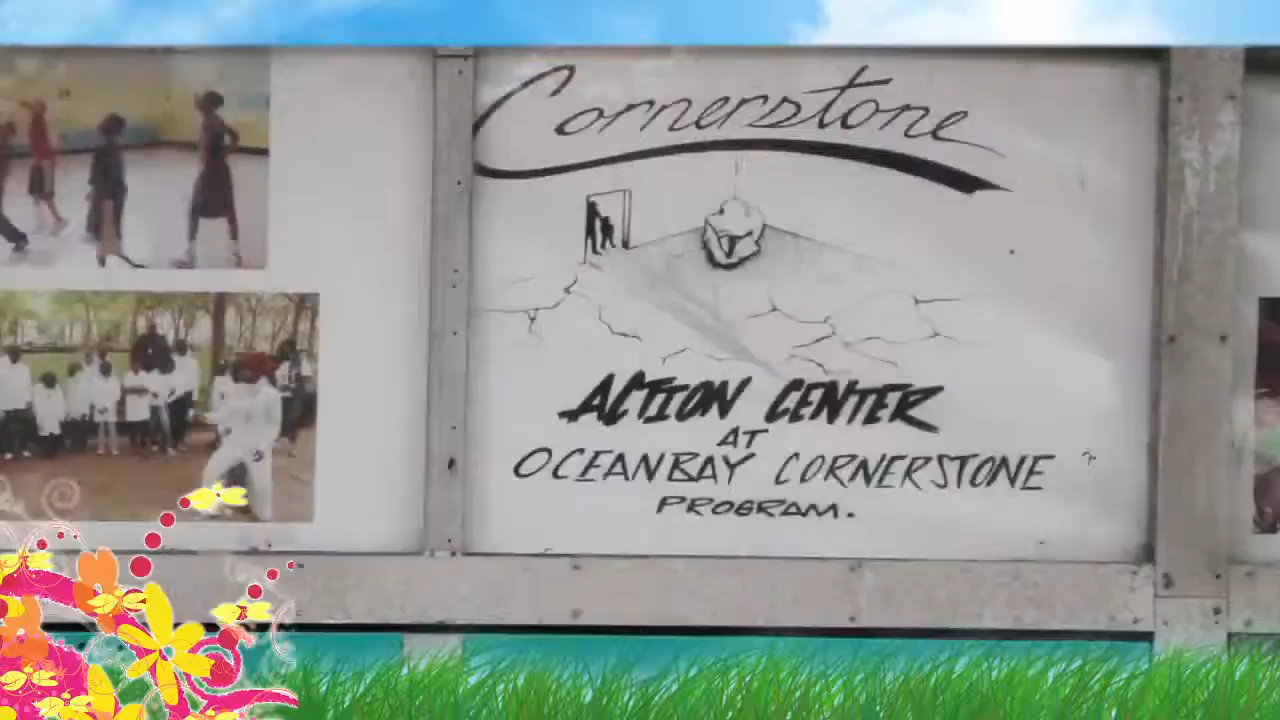 Cornerstone
ACTION CENTER
AT
OCEANBAY CORNERSTONE
PROGRAM.